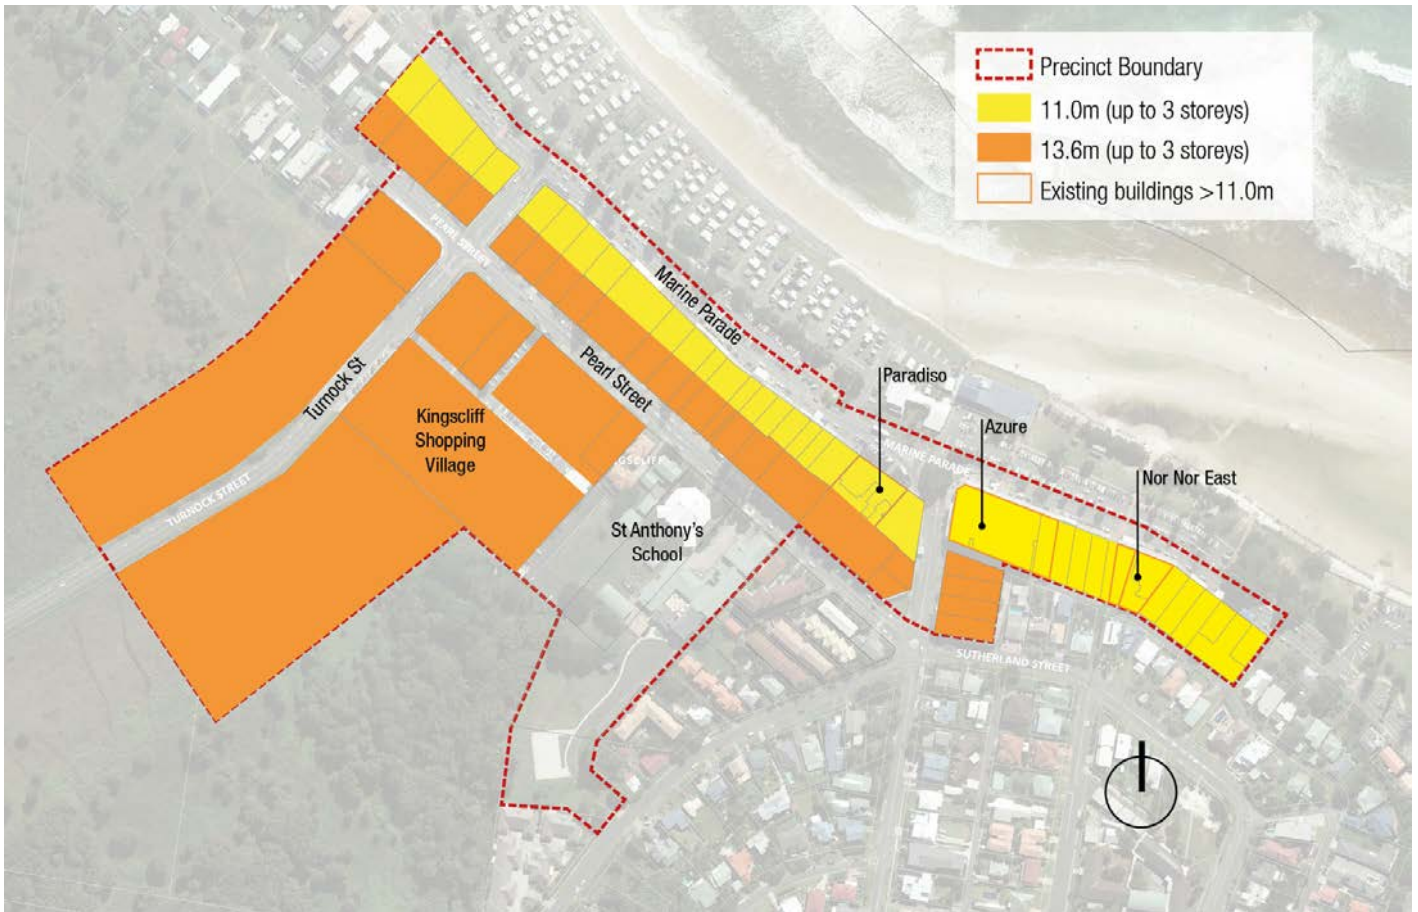 Precinct Boundary
11.0m (up to 3 storeys)
13.6m (up to 3 storeys)
Existing buildings >11.0m
PEARL STREET
Marine Parade
Pearl Street
Turnock St
Kingscliff
Shopping
Village
TURNOCK STREET
St Anthony's
School
Paradiso
MARINE PARADE
Azure
Nor Nor East
SUTHERLAND STREET